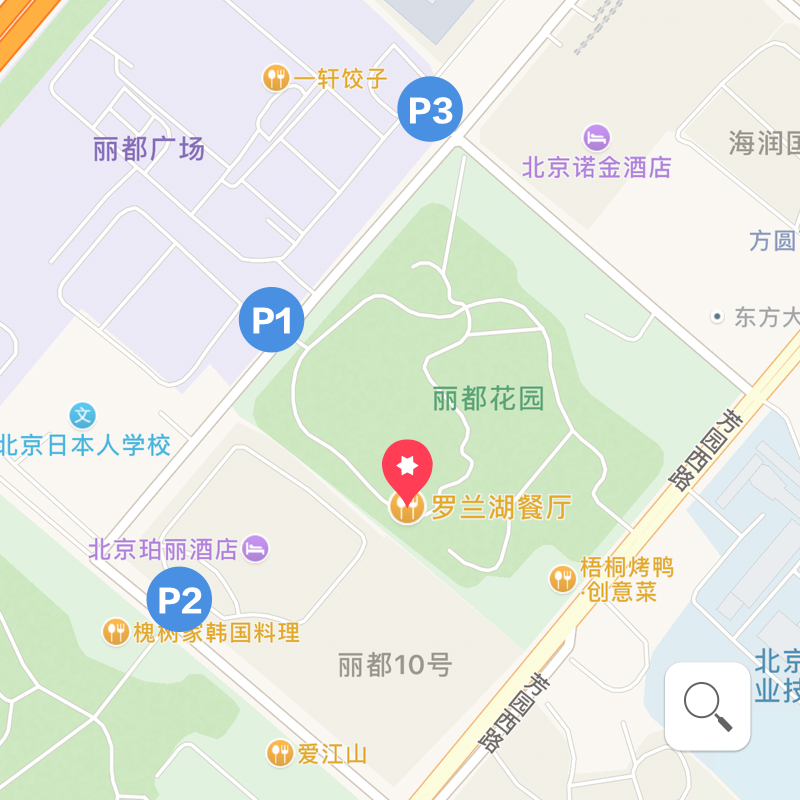 一轩饺子
P3
丽都广场
海润国
北京诺金酒店
方圆
P1
东方大
丽都花园
文
北京日本人学校
芳园西路
罗兰湖餐厅
北京珀丽酒店
梧桐烤鸭
·创意菜
P2
槐树家韩国料理
丽都10号
北京
业技
芳园西路
爱江山